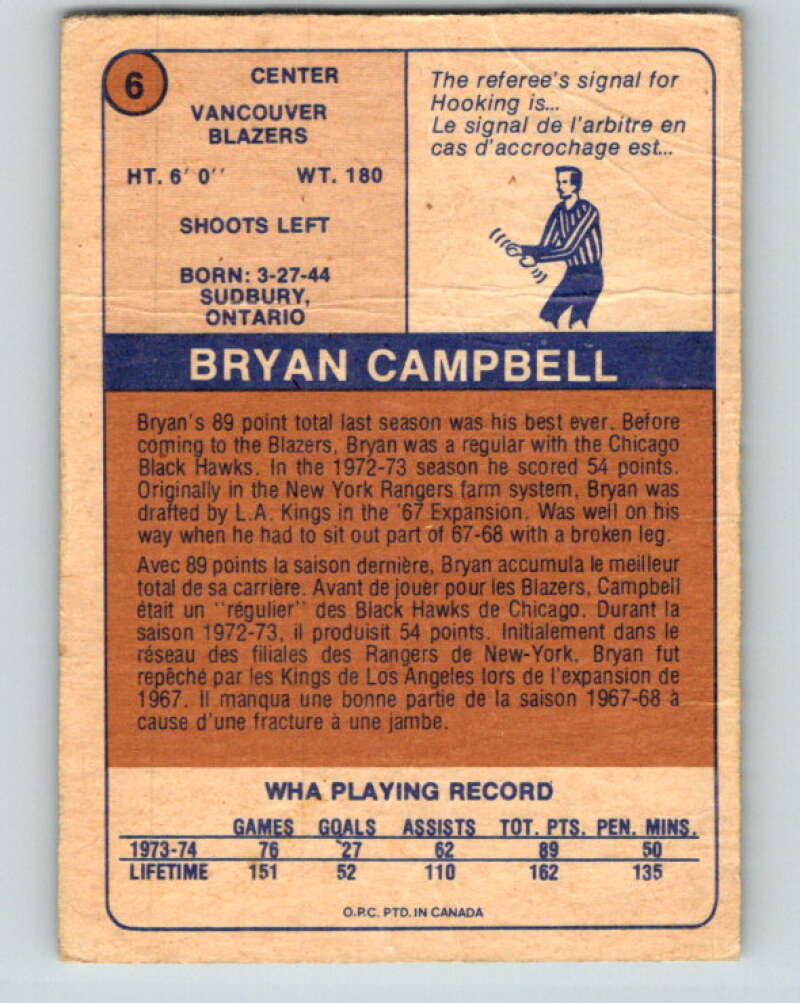 6
CENTER
VANCOUVER
BLAZERS
HT. 6' 0'' WT. 180
SHOOTS LEFT
BORN: 3-27-44
SUDBURY,
ONTARIO
The referee's signal for
Hooking is...
Le signal de l'arbitre en
cas d'accrochage est...
BRYAN CAMPBELL
Bryan's 89 point total last season was his best ever. Before
coming to the Blazers, Bryan was a regular with the Chicago
Black Hawks. In the 1972-73 season he scored 54 points.
Originally in the New York Rangers farm system, Bryan was
drafted by L.A. Kings in the '67 Expansion. Was well on his
way when he had to sit out part of 67-68 with a broken leg.
Avec 89 points la saison dernière, Bryan accumula le meilleur
total de sa carrière. Avant de jouer pour les Blazers, Campbell
était un "régulier" des Black Hawks de Chicago. Durant la
saison 1972-73, il produisit 54 points. Initialement dans le
réseau des filiales des Rangers de New-York, Bryan fut
repêché par les Kings de Los Angeles lors de l'expansion de
1967. Il manqua une bonne partie de la saison 1967-68 à
cause d'une fracture à une jambe.
WHA PLAYING RECORD
GAMES GOALS ASSISTS TOT. PTS. PEN. MINS.
1973-74 76 27 62 89 50
LIFETIME 151 52 110 162 135
O.P.C. PTD. IN CANADA